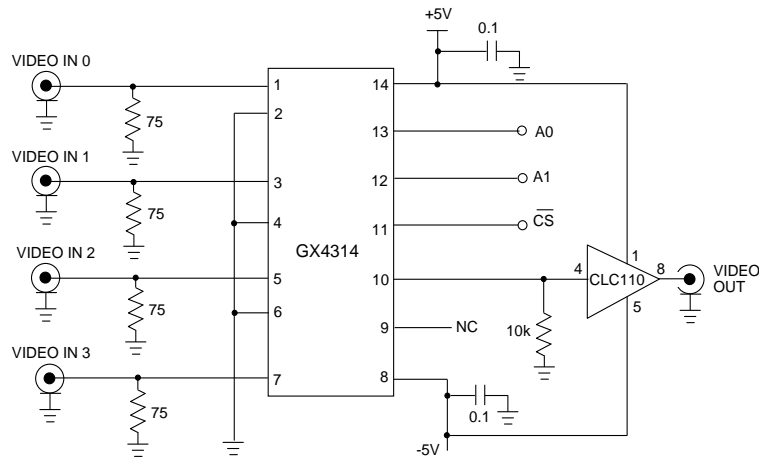 +5V
0.1
VIDEO IN 0
1
14
75
2
13
A0
VIDEO IN 1
3
12
A1
75
4
11
CS
GX4314
VIDEO IN 2
5
10
4
CLC110
1
8
VIDEO
OUT
5
75
6
9
NC
10k
VIDEO IN 3
7
8
75
0.1
-5V